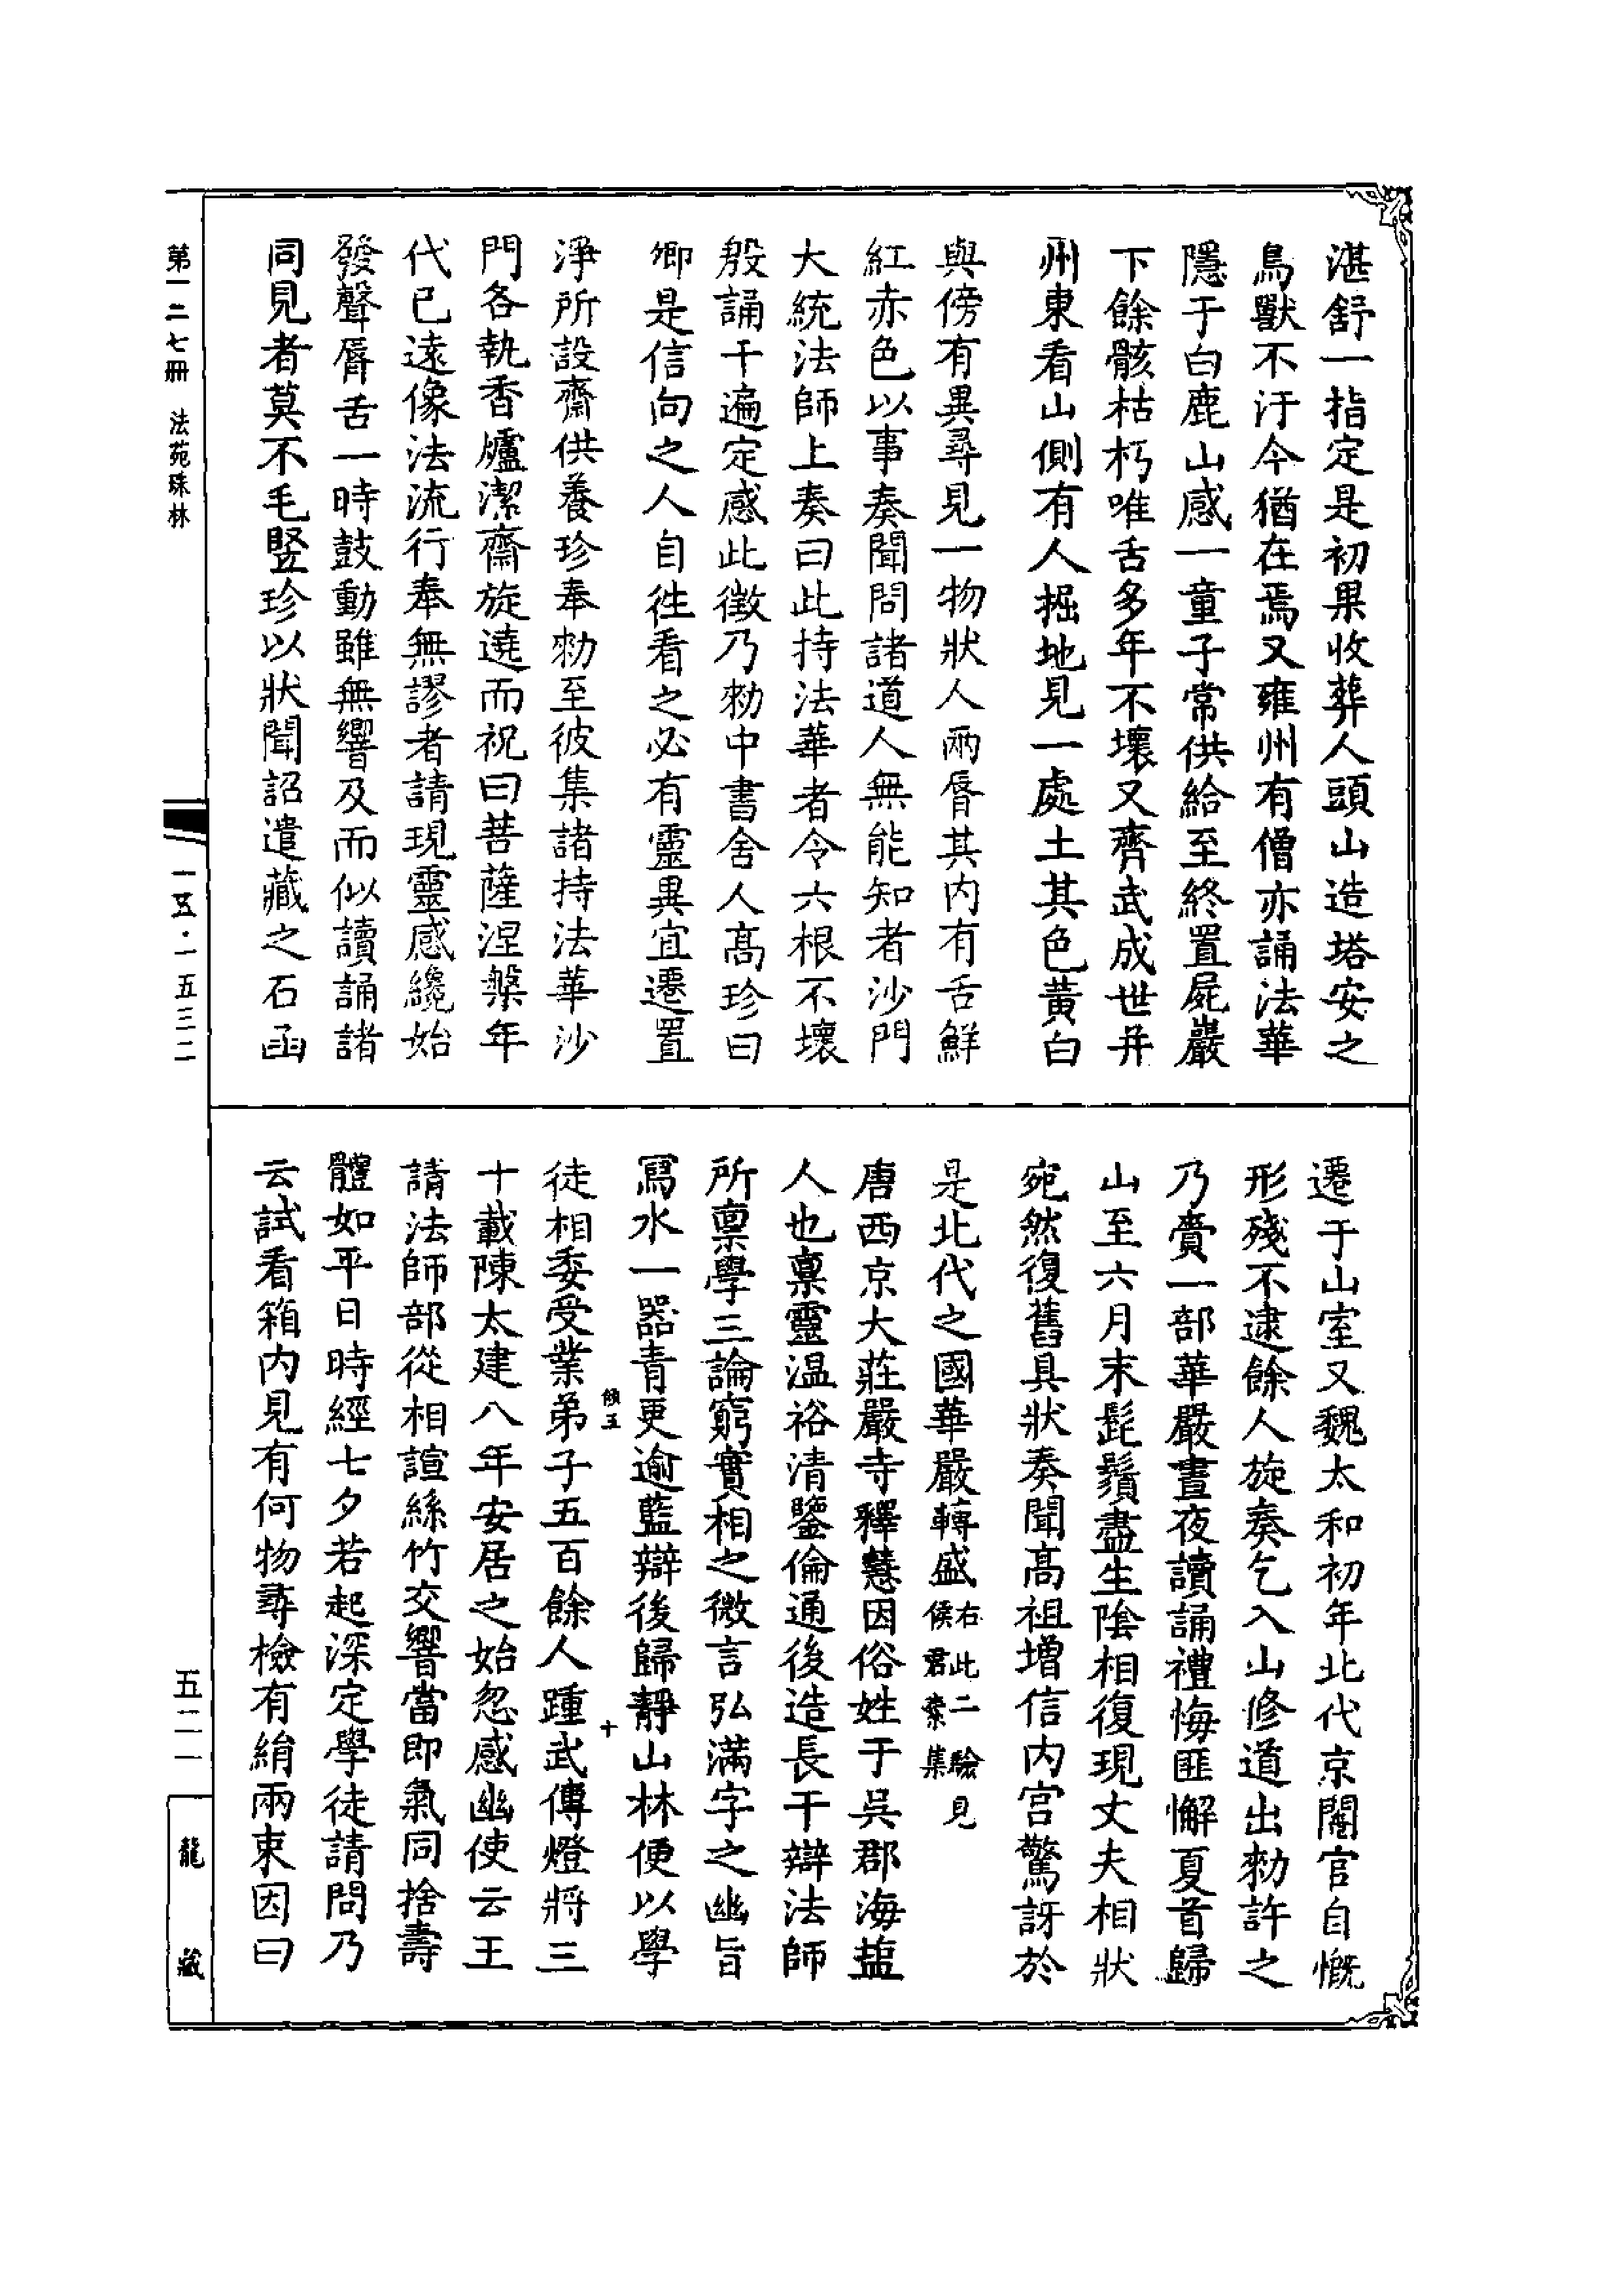 湛舒一指定是初果收葬人頭山造塔安之
鳥獸不汙今猶在焉又雍州有僧亦誦法華
隱于白鹿山感一童子常供給至終置屍巖
下餘骸枯朽唯舌多年不壞又齊武成世并
州東看山側有人掘地見一處土其色黃白
與傍有異尋見一物狀人兩脣其內有舌鮮
紅赤色以事奏聞問諸道人無能知者沙門
大統法師上奏曰此持法華者令六根不壞
般誦千遍定感此徵乃勑中書舍人高珍曰
卿是信向之人自徃看之必有靈異宜遷置
淨所設齋供養珍奉勑至彼集諸持法華沙
門各執香爐潔齋旋遶而祝曰菩薩涅槃年
代已遠像法流行奉無謬者請現靈感纔始
發聲脣舌一時鼓動雖無響及而似讀誦諸
同見者莫不毛竪珍以狀聞詔遣藏之石函
遷于山室又魏太和初年北代京閹官自慨
形殘不逮餘人旋奏乞入山修道出勑許之
乃賷一部華嚴晝夜讀誦禮悔匪懈夏首歸
山至六月末髭鬚盡生陰相復現丈夫相狀
宛然復舊具狀奏聞高祖增信內宮驚訝於
是北代之國華嚴轉盛右此二驗見侯君素集
唐西京大莊嚴寺釋慧因俗姓于吳郡海鹽
人也稟靈温裕清鑒倫通後造長干辯法師
所稟學三論窮實相之微言弘滿字之幽旨
寫水一器青更逾藍辯後歸靜山林便以學
傾五 十
徒相委受業弟子五百餘人踵武傳燈將三
十載陳太建八年安居之始忽感幽使云王
請法師部從相諠絲竹交響當即氣同捨壽
體如平日時經七夕若起深定學徒請問乃
云試看箱內見有何物尋檢有絹兩束因曰
第一二七冊 法苑珠林
一五·一五三二
五二一
龍藏